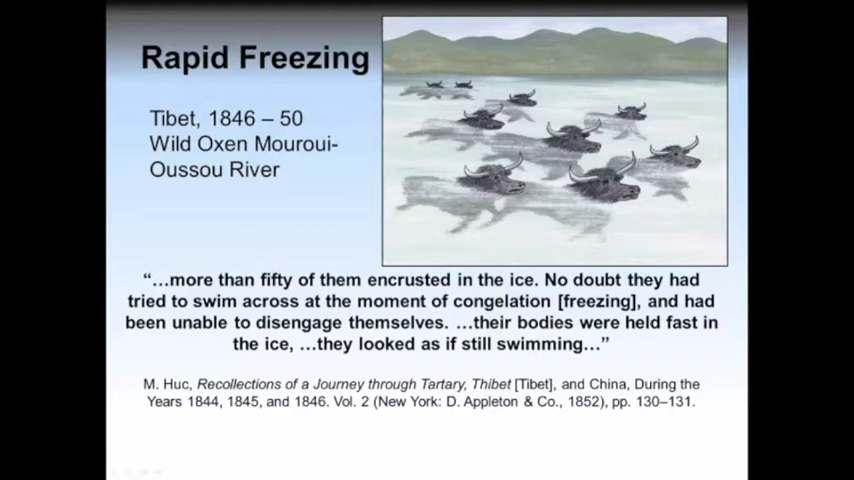 Rapid Freezing
Tibet, 1846 – 50
Wild Oxen Mouroui-
Oussou River
“…more than fifty of them encrusted in the ice. No doubt they had
tried to swim across at the moment of congelation [freezing], and had
been unable to disengage themselves. …their bodies were held fast in
the ice, …they looked as if still swimming…”
M. Huc, Recollections of a Journey through Tartary, Thibet [Tibet], and China, During the
Years 1844, 1845, and 1846. Vol. 2 (New York: D. Appleton & Co., 1852), pp. 130–131.